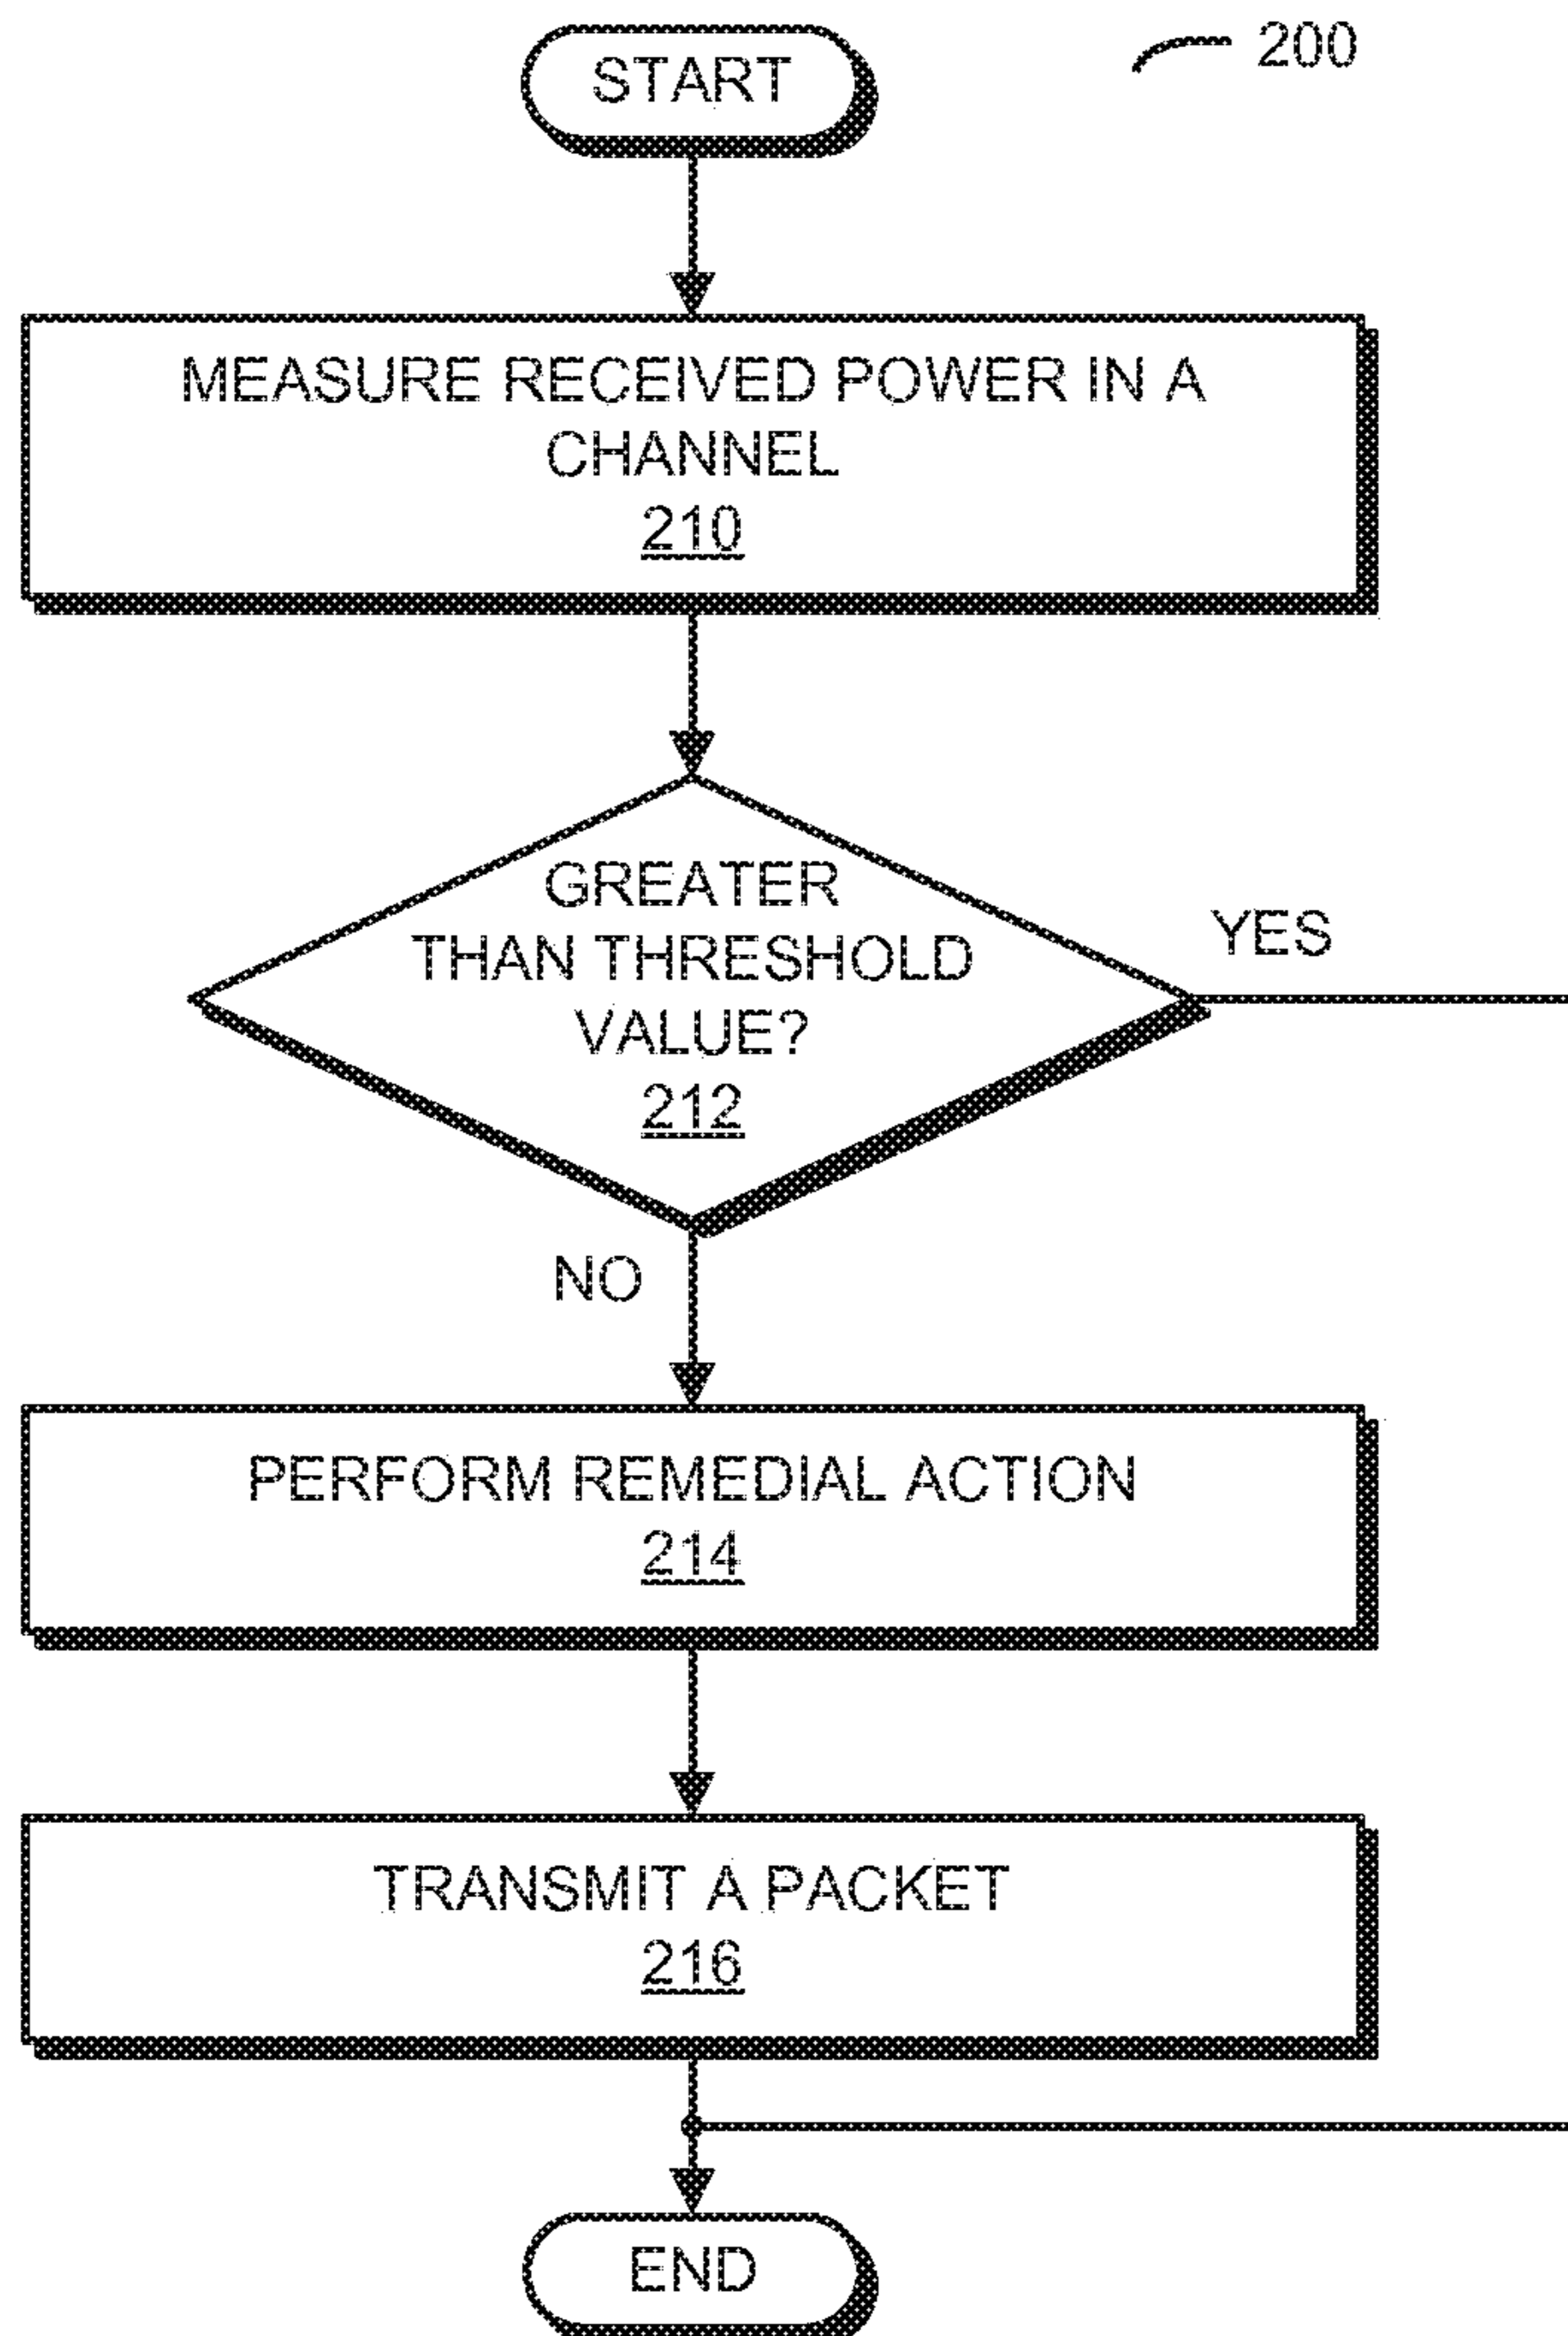 START
200
MEASURE RECEIVED POWER IN A
CHANNEL
210
GREATER
THAN THRESHOLD
VALUE?
212
YES
NO
PERFORM REMEDIAL ACTION
214
TRANSMIT A PACKET
216
END